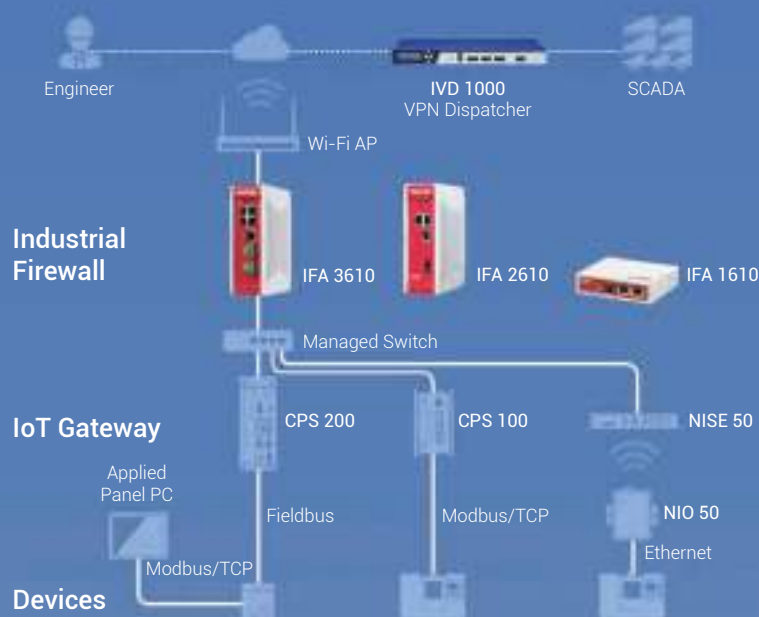 Engineer
IVD 1000
VPN Dispatcher
SCADA
Wi-Fi AP
Industrial
Firewall
IFA 3610
IFA 2610
IFA 1610
Managed Switch
IoT Gateway
CPS 200
CPS 100
NISE 50
Applied
Panel PC
Fieldbus
Modbus/TCP
NIO 50
Modbus/TCP
Ethernet
Devices